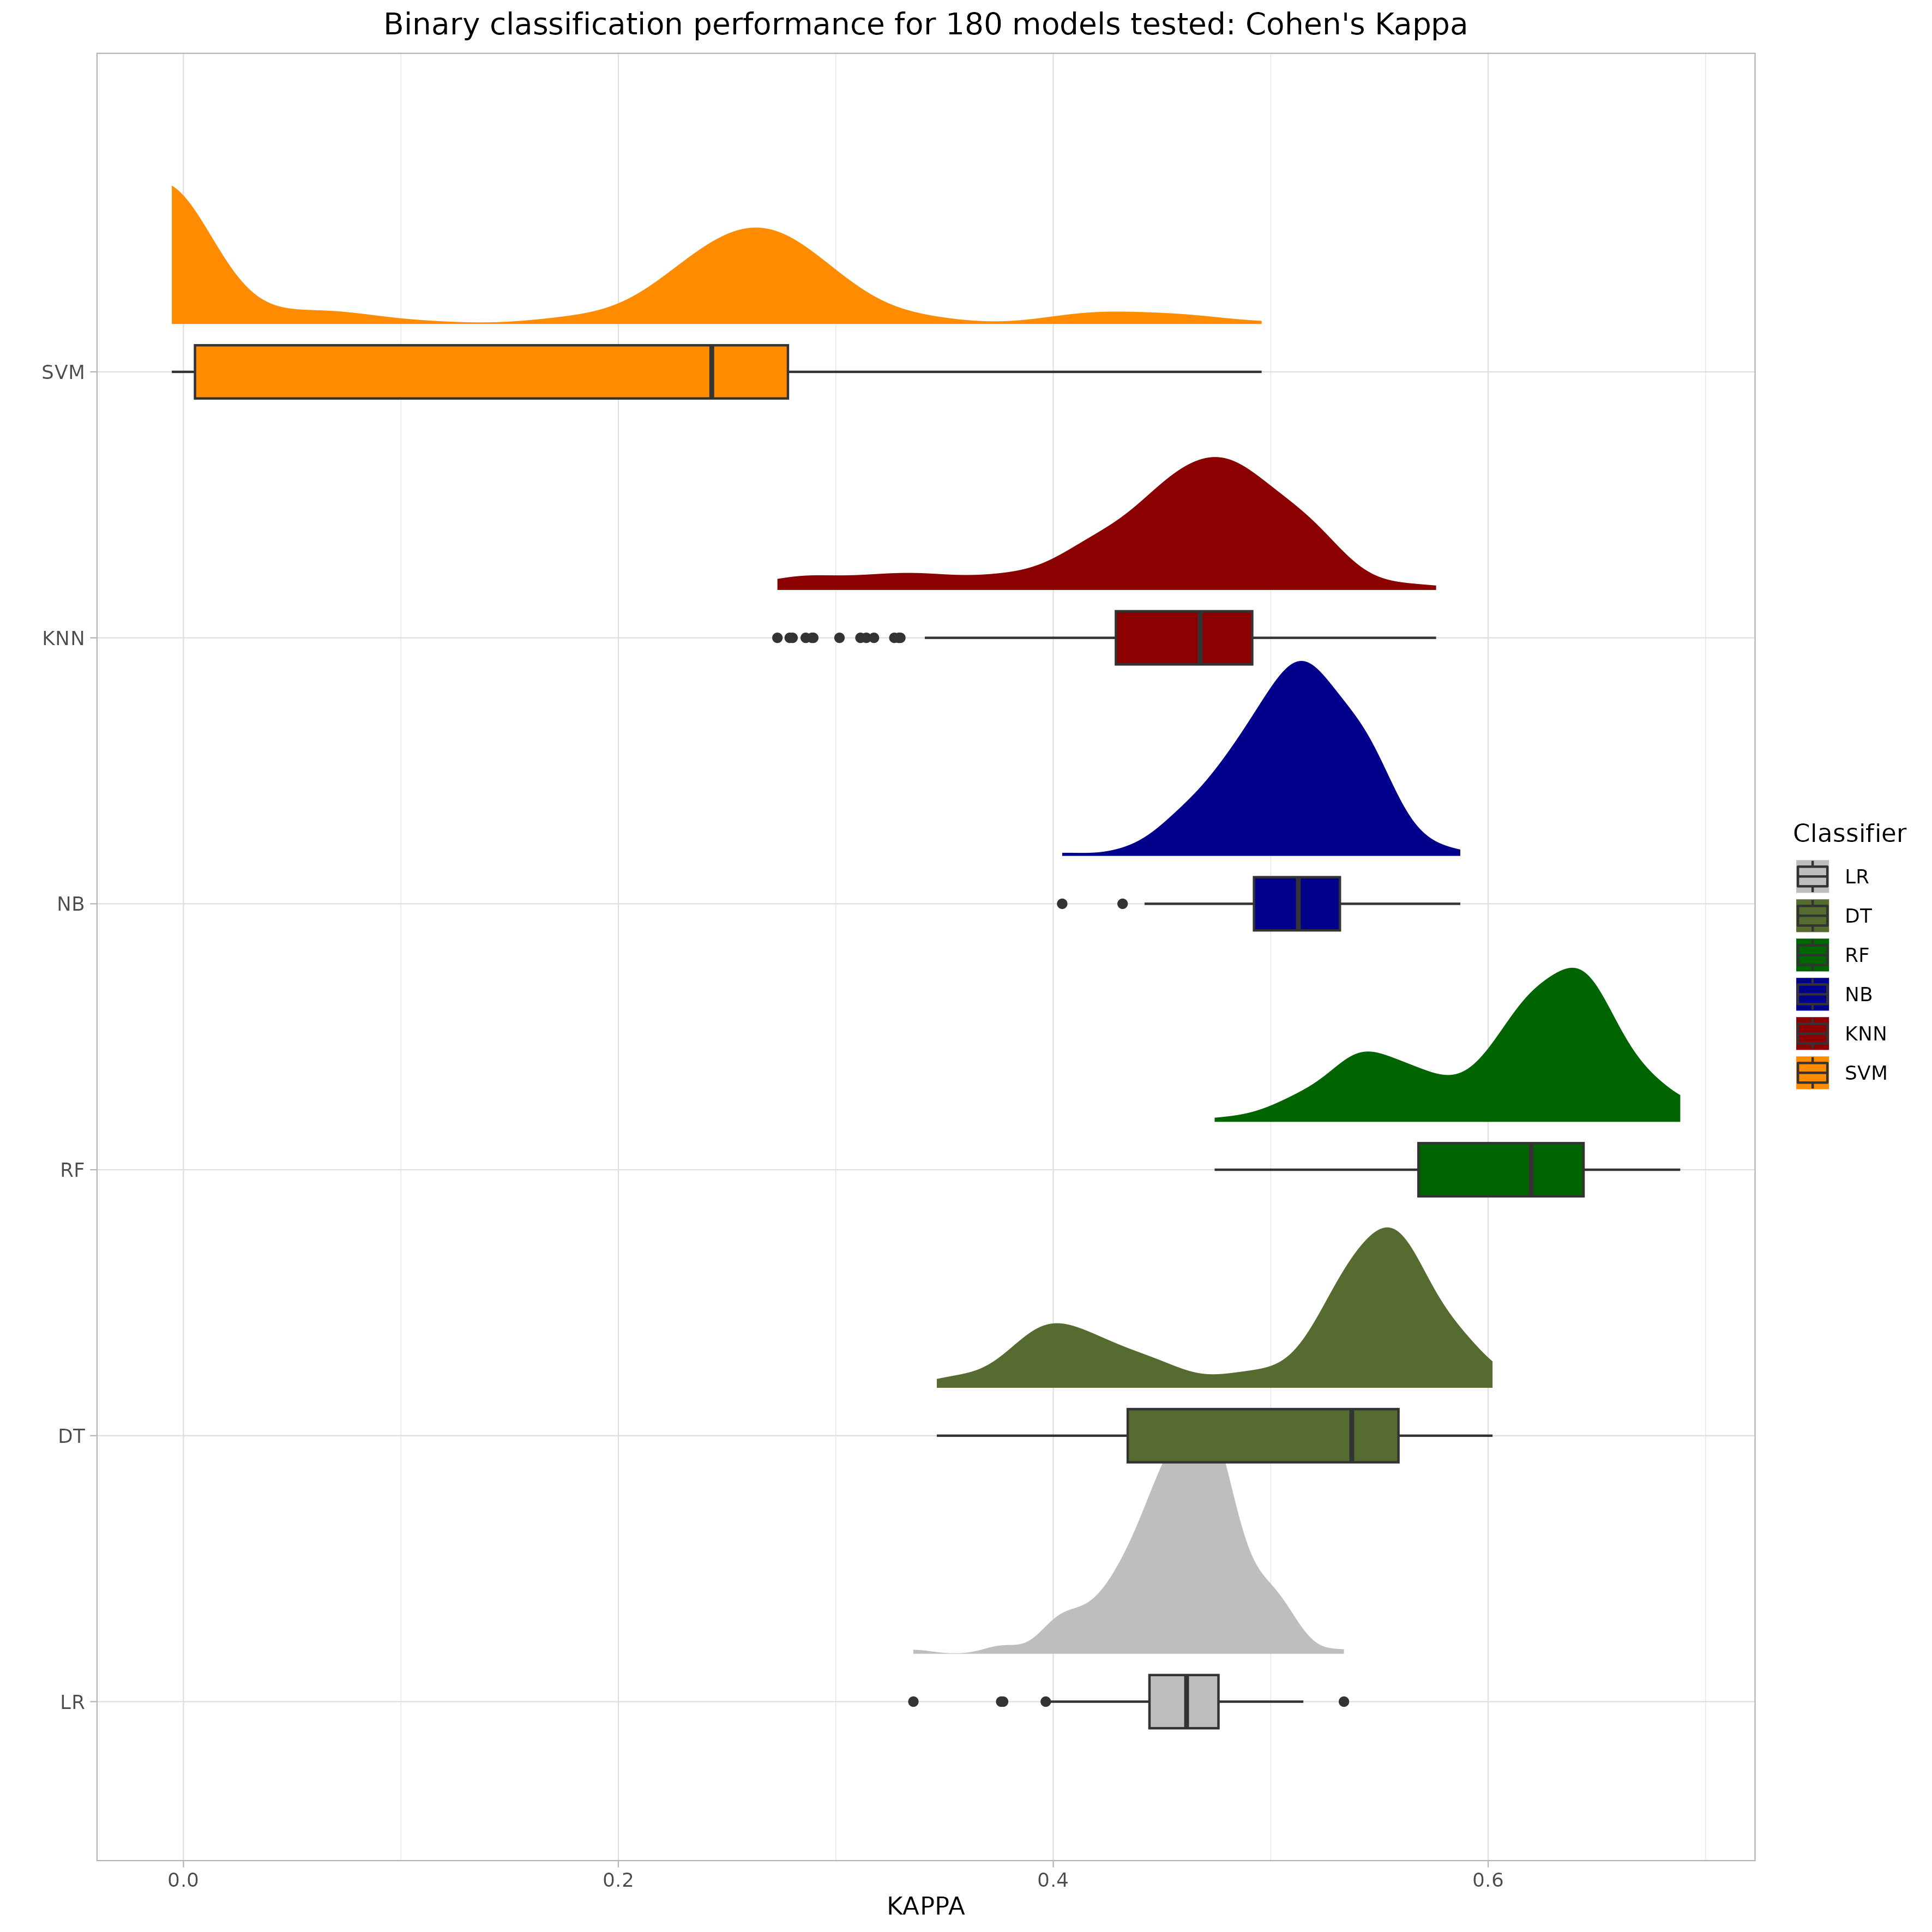 Binary classification performance for 180 models tested: Cohen's Kappa
SVM
KNN
NB
RF
DT
LR
0.0
0.2
0.4
0.6
KAPPA
Classifier
LR
DT
RF
NB
KNN
SVM